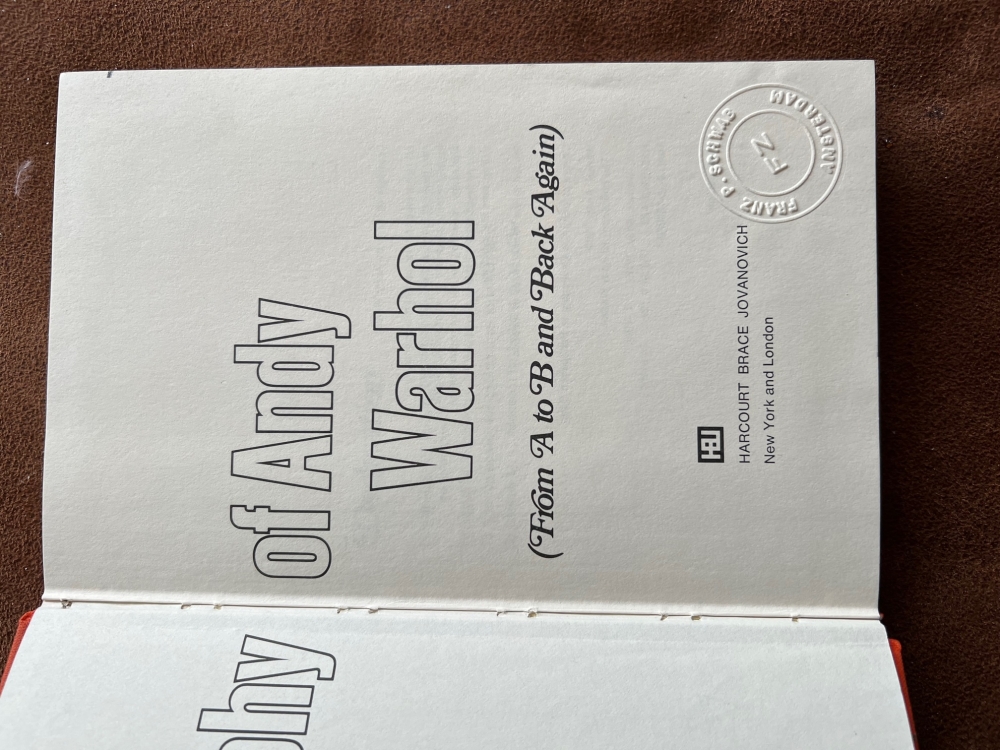 phy
of Andy
Warhol
(From A to B and Back Again)
HBJ
HARCOURT BRACE JOVANOVICH
New York and London
FRANZ P.
AMSTERDAM
FZ